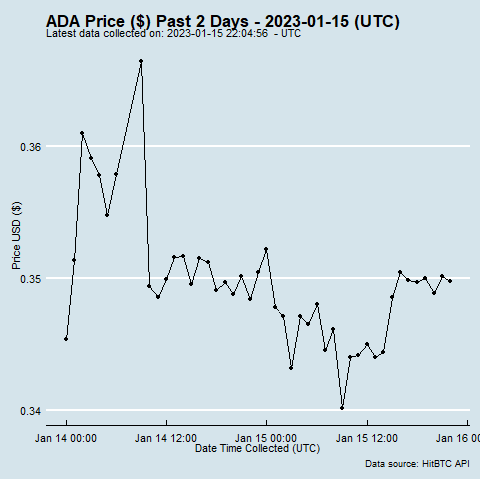 ADA Price ($) Past 2 Days - 2023-01-15 (UTC)
Latest data collected on: 2023-01-15 22:04:56 - UTC
Price USD ($)
0.36
0.35
0.34
Jan 14 00:00 Jan 14 12:00 Jan 15 00:00 Jan 15 12:00 Jan 16 00
Date Time Collected (UTC)
Data source: HitBTC API